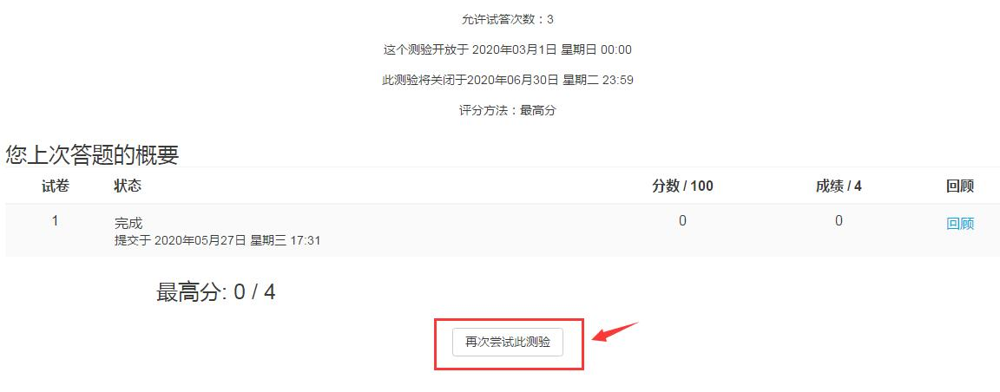 允许试答次数：3
这个测验开放于 2020年03月1日 星期日 00:00
此测验将关闭于2020年06月30日 星期二 23:59
评分方法：最高分
您上次答题的概要
试卷 状态 分数 / 100 成绩 / 4 回顾
1 完成 0 0 回顾
提交于 2020年05月27日 星期三 17:31
最高分: 0 / 4
再次尝试此测验